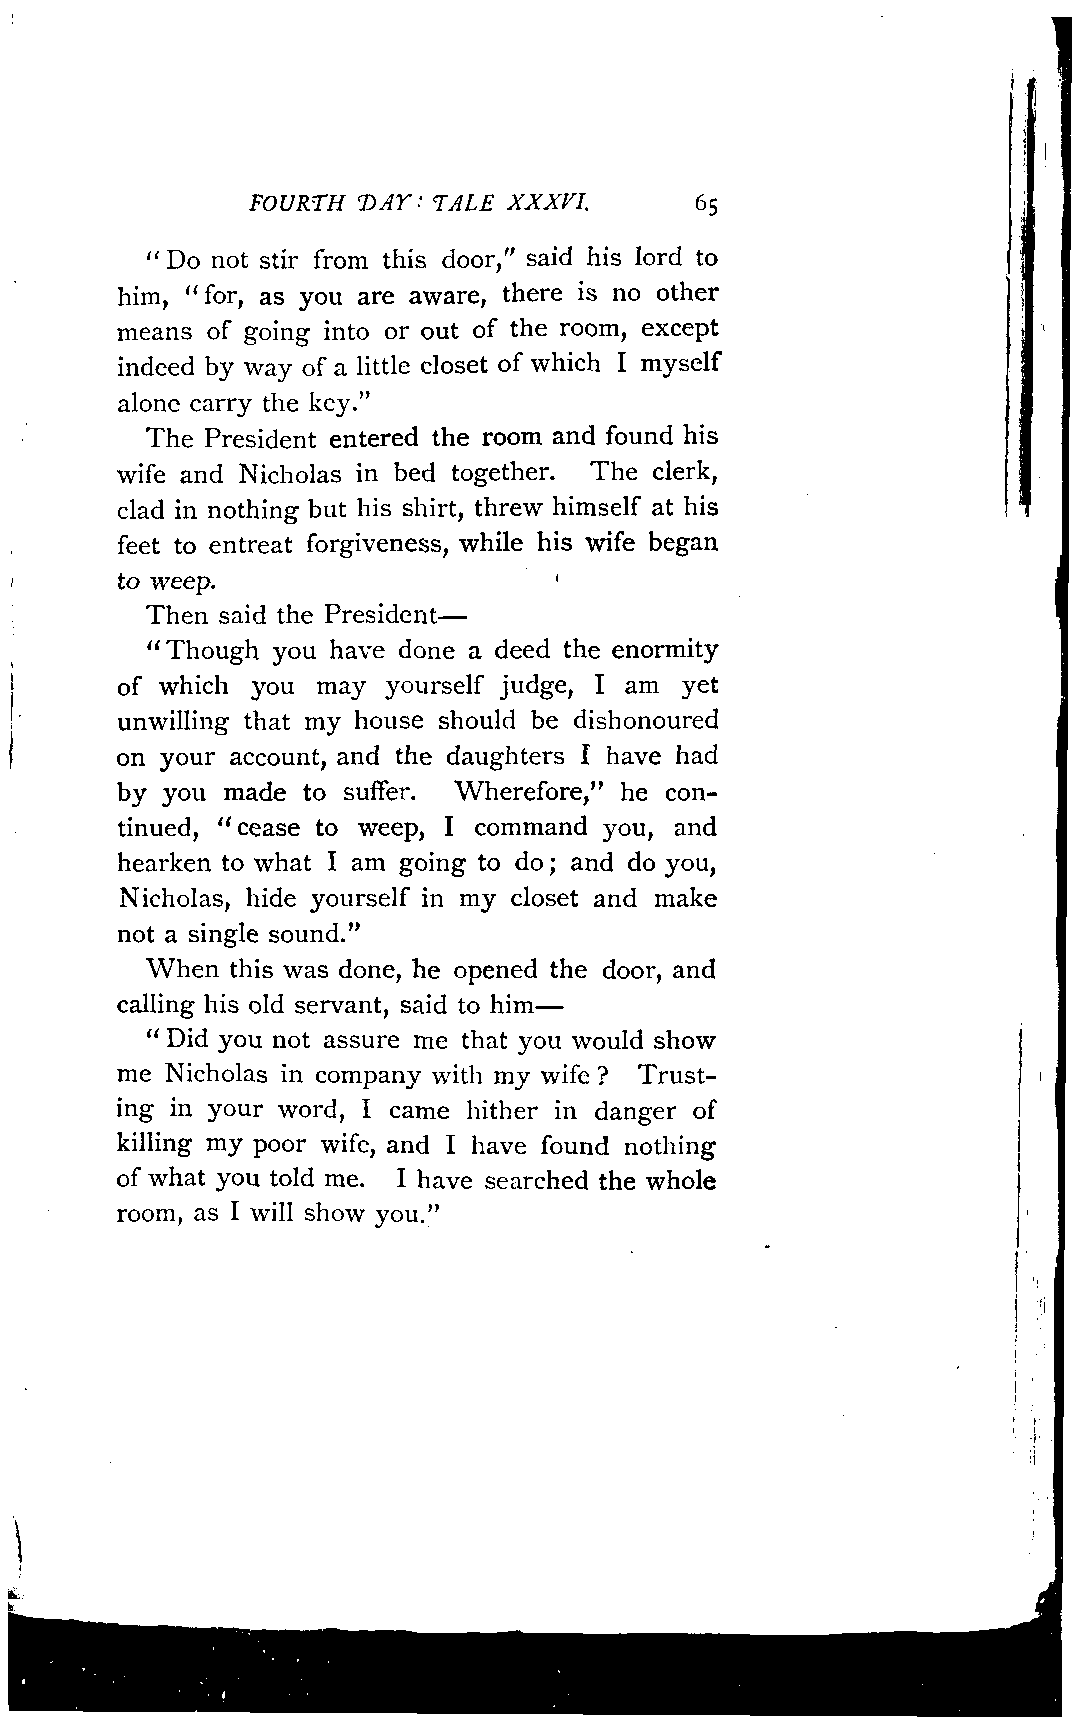 FOURTH DAY: TALE XXXVI. 65
"Do not stir from this door," said his lord to
him, "for, as you are aware, there is no other
means of going into or out of the room, except
indeed by way of a little closet of which I myself
alone carry the key."
The President entered the room and found his
wife and Nicholas in bed together. The clerk,
clad in nothing but his shirt, threw himself at his
feet to entreat forgiveness, while his wife began
to weep.
Then said the President—
"Though you have done a deed the enormity
of which you may yourself judge, I am yet
unwilling that my house should be dishonoured
on your account, and the daughters I have had
by you made to suffer. Wherefore," he con-
tinued, "cease to weep, I command you, and
hearken to what I am going to do; and do you,
Nicholas, hide yourself in my closet and make
not a single sound."
When this was done, he opened the door, and
calling his old servant, said to him—
"Did you not assure me that you would show
me Nicholas in company with my wife? Trust-
ing in your word, I came hither in danger of
killing my poor wife, and I have found nothing
of what you told me. I have searched the whole
room, as I will show you."